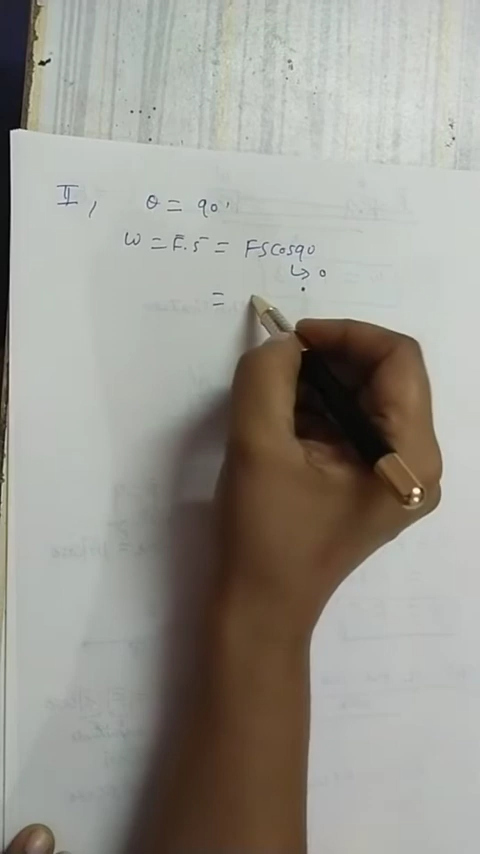 II, θ = 90°
W = F̄.s̄ = FScos90
↳ 0
=